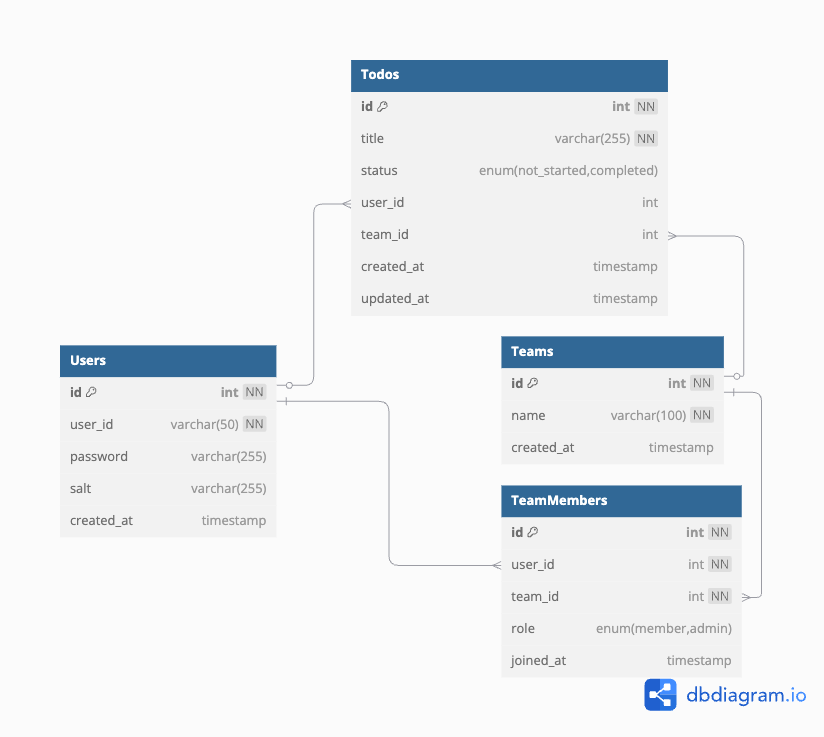 Todos
id int NN
title varchar(255) NN
status enum(not_started,completed)
user_id int
team_id int
created_at timestamp
updated_at timestamp
Users
id int NN
user_id varchar(50) NN
password varchar(255)
salt varchar(255)
created_at timestamp
Teams
id int NN
name varchar(100) NN
created_at timestamp
TeamMembers
id int NN
user_id int NN
team_id int NN
role enum(member,admin)
joined_at timestamp
dbdiagram.io